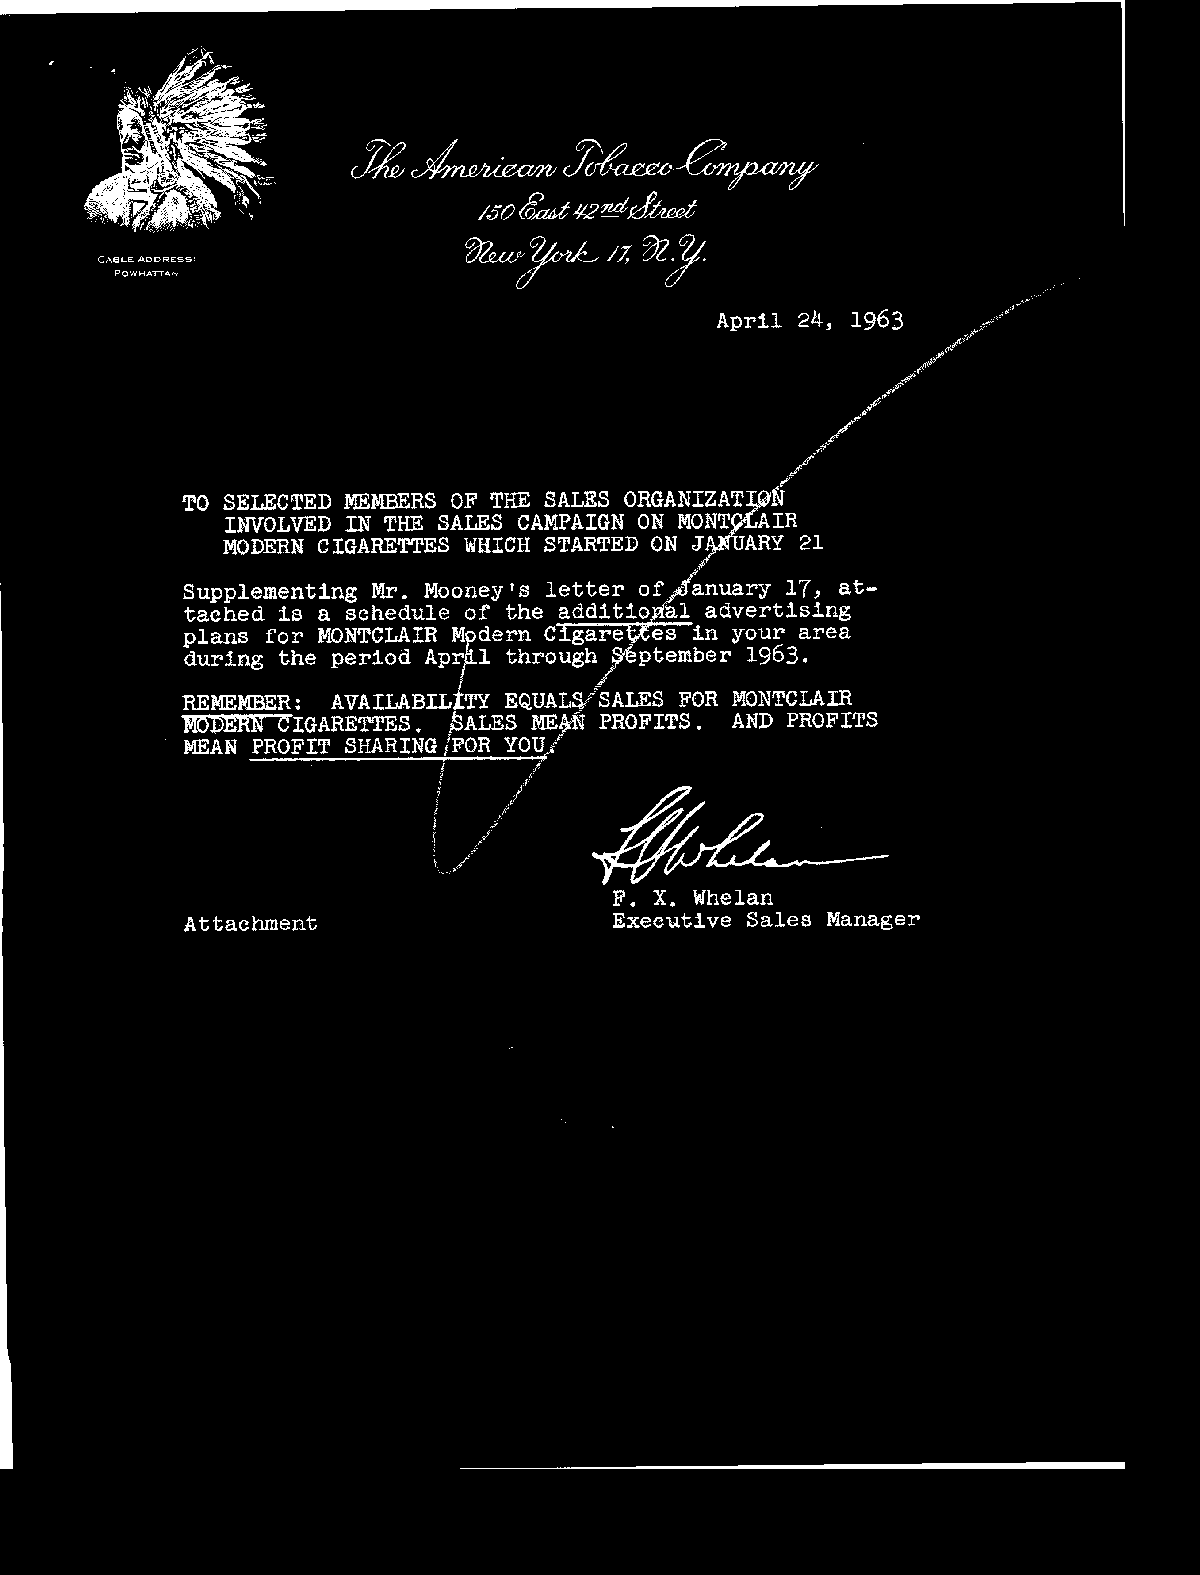 The American Tobacco Company
150 East 42nd Street
New York 17, N.Y.
CABLE ADDRESS:
POWHATTAN
April 24, 1963
TO SELECTED MEMBERS OF THE SALES ORGANIZATION
INVOLVED IN THE SALES CAMPAIGN ON MONTCLAIR
MODERN CIGARETTES WHICH STARTED ON JANUARY 21
Supplementing Mr. Mooney's letter of January 17, at-
tached is a schedule of the additional advertising
plans for MONTCLAIR Modern Cigarettes in your area
during the period April through September 1963.
REMEMBER: AVAILABILITY EQUALS SALES FOR MONTCLAIR
MODERN CIGARETTES. SALES MEAN PROFITS. AND PROFITS
MEAN PROFIT SHARING FOR YOU.
FXWhelan
F. X. Whelan
Executive Sales Manager
Attachment